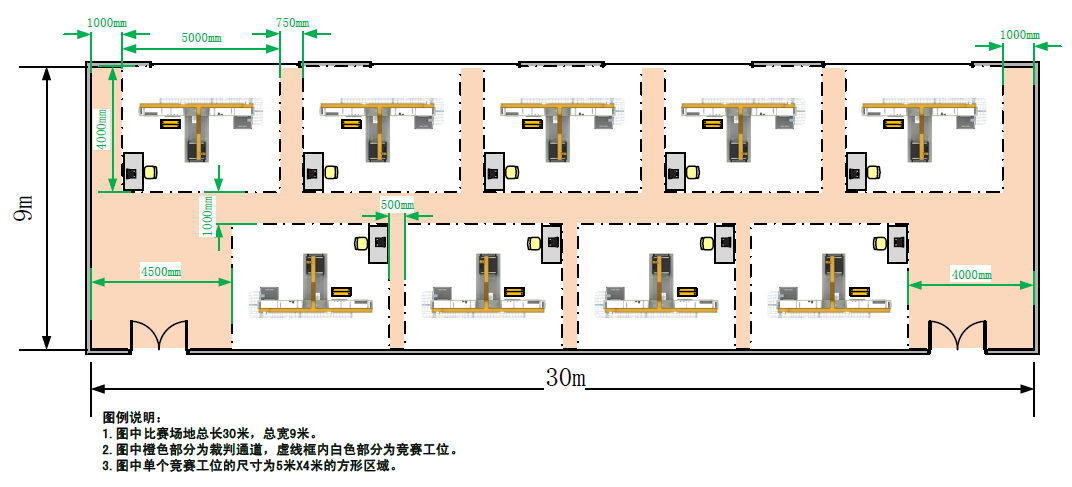 1000mm
750mm
1000mm
5000mm
4000mm
9m
1000mm
500mm
4500mm
4000mm
30m
图例说明：
1.图中比赛场地总长30米，总宽9米。
2.图中橙色部分为裁判通道，虚线框内白色部分为竞赛工位。
3.图中单个竞赛工位的尺寸为5米X4米的方形区域。